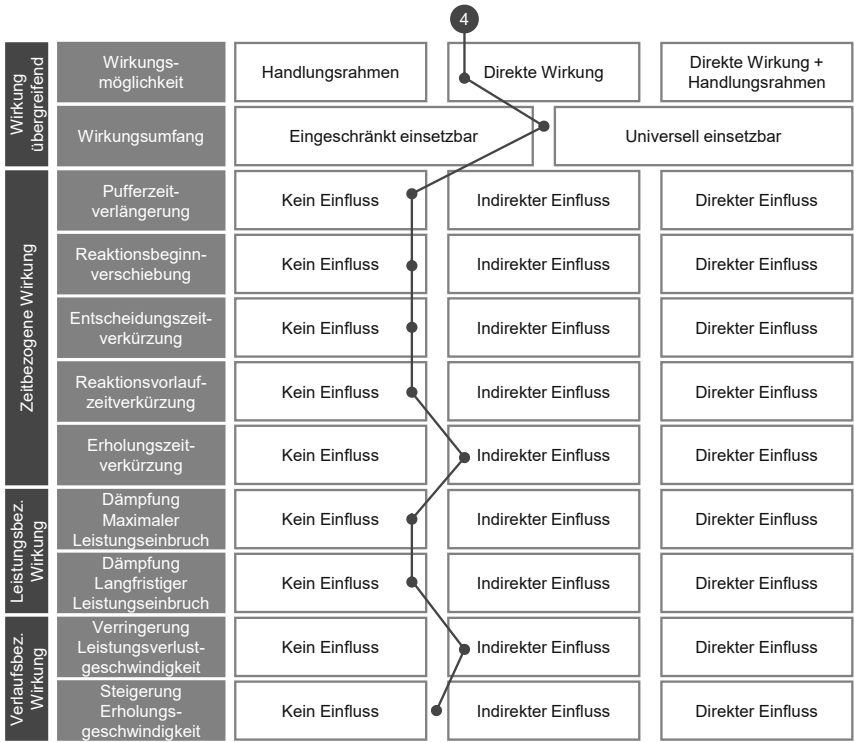 4
Wirkung
übergreifend
Wirkungs-
möglichkeit
Handlungsrahmen
Direkte Wirkung
Direkte Wirkung +
Handlungsrahmen
Wirkungsumfang
Eingeschränkt einsetzbar
Universell einsetzbar
Zeitbezogene Wirkung
Pufferzeit-
verlängerung
Kein Einfluss
Indirekter Einfluss
Direkter Einfluss
Reaktionsbeginn-
verschiebung
Kein Einfluss
Indirekter Einfluss
Direkter Einfluss
Entscheidungszeit-
verkürzung
Kein Einfluss
Indirekter Einfluss
Direkter Einfluss
Reaktionsvorlauf-
zeitverkürzung
Kein Einfluss
Indirekter Einfluss
Direkter Einfluss
Erholungszeit-
verkürzung
Kein Einfluss
Indirekter Einfluss
Direkter Einfluss
Leistungsbez.
Wirkung
Dämpfung
Maximaler
Leistungseinbruch
Kein Einfluss
Indirekter Einfluss
Direkter Einfluss
Dämpfung
Langfristiger
Leistungseinbruch
Kein Einfluss
Indirekter Einfluss
Direkter Einfluss
Verlaufsbez.
Wirkung
Verringerung
Leistungsverlust-
geschwindigkeit
Kein Einfluss
Indirekter Einfluss
Direkter Einfluss
Steigerung
Erholungs-
geschwindigkeit
Kein Einfluss
Indirekter Einfluss
Direkter Einfluss